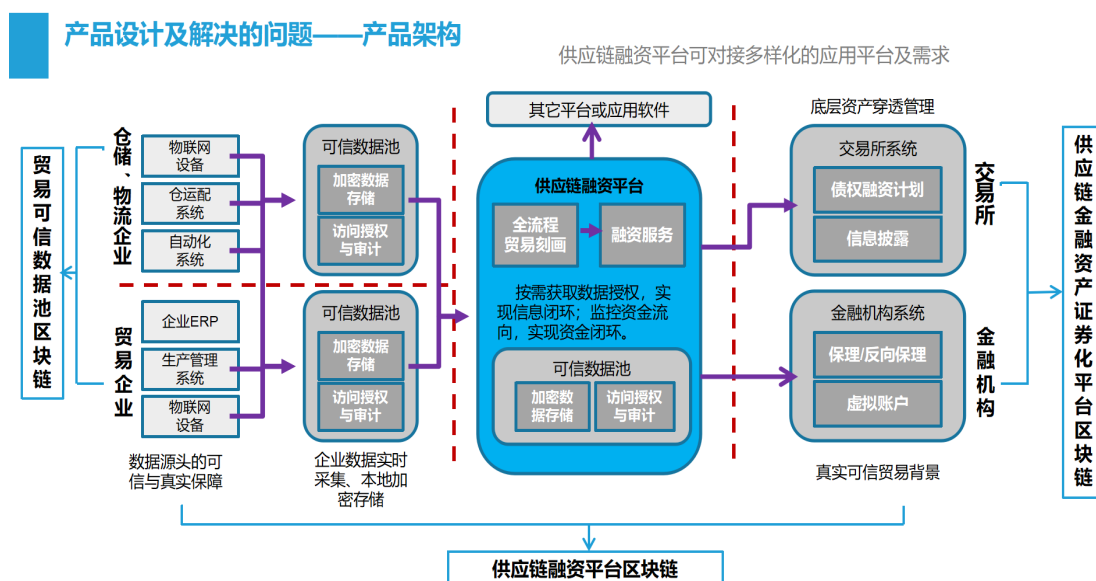 产品设计及解决的问题——产品架构
供应链融资平台可对接多样化的应用平台及需求
贸易可信数据池区块链
仓储、物流企业
物联网
设备
仓运配
系统
自动化
系统
贸易企业
企业ERP
生产管理
系统
物联网
设备
数据源头的可
信与真实保障
可信数据池
加密数据
存储
访问授权
与审计
可信数据池
加密数据
存储
访问授权
与审计
企业数据实时
采集、本地加
密存储
其它平台或应用软件
供应链融资平台
全流程
贸易刻画
融资服务
按需获取数据授权，实
现信息闭环；监控资金流
向，实现资金闭环。
可信数据池
加密数
据存储
访问授权
与审计
底层资产穿透管理
交易所系统
债权融资计划
信息披露
交易所
金融机构系统
保理/反向保理
虚拟账户
金融机构
真实可信贸易背景
供应链金融资产证券化平台区块链
供应链融资平台区块链